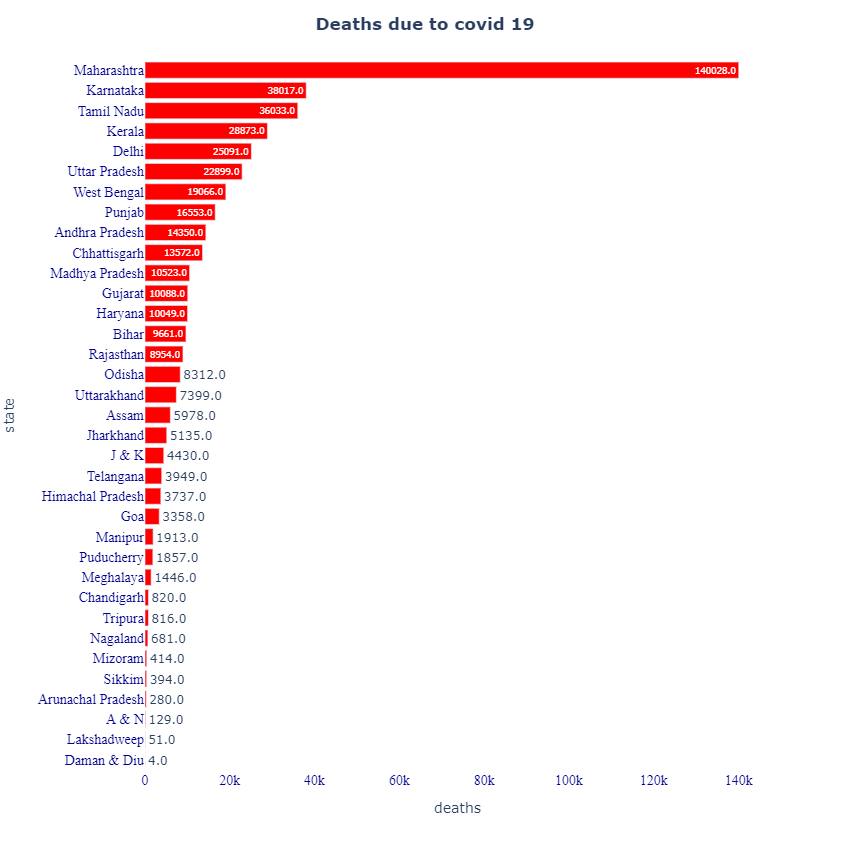 Deaths due to covid 19
Maharashtra 140028.0
Karnataka 38017.0
Tamil Nadu 36033.0
Kerala 28873.0
Delhi 25091.0
Uttar Pradesh 22899.0
West Bengal 19066.0
Punjab 16553.0
Andhra Pradesh 14350.0
Chhattisgarh 13572.0
Madhya Pradesh 10523.0
Gujarat 10088.0
Haryana 10049.0
Bihar 9661.0
Rajasthan 8954.0
Odisha 8312.0
Uttarakhand 7399.0
Assam 5978.0
Jharkhand 5135.0
J & K 4430.0
Telangana 3949.0
Himachal Pradesh 3737.0
Goa 3358.0
Manipur 1913.0
Puducherry 1857.0
Meghalaya 1446.0
Chandigarh 820.0
Tripura 816.0
Nagaland 681.0
Mizoram 414.0
Sikkim 394.0
Arunachal Pradesh 280.0
A & N 129.0
Lakshadweep 51.0
Daman & Diu 4.0
state
0 20k 40k 60k 80k 100k 120k 140k
deaths